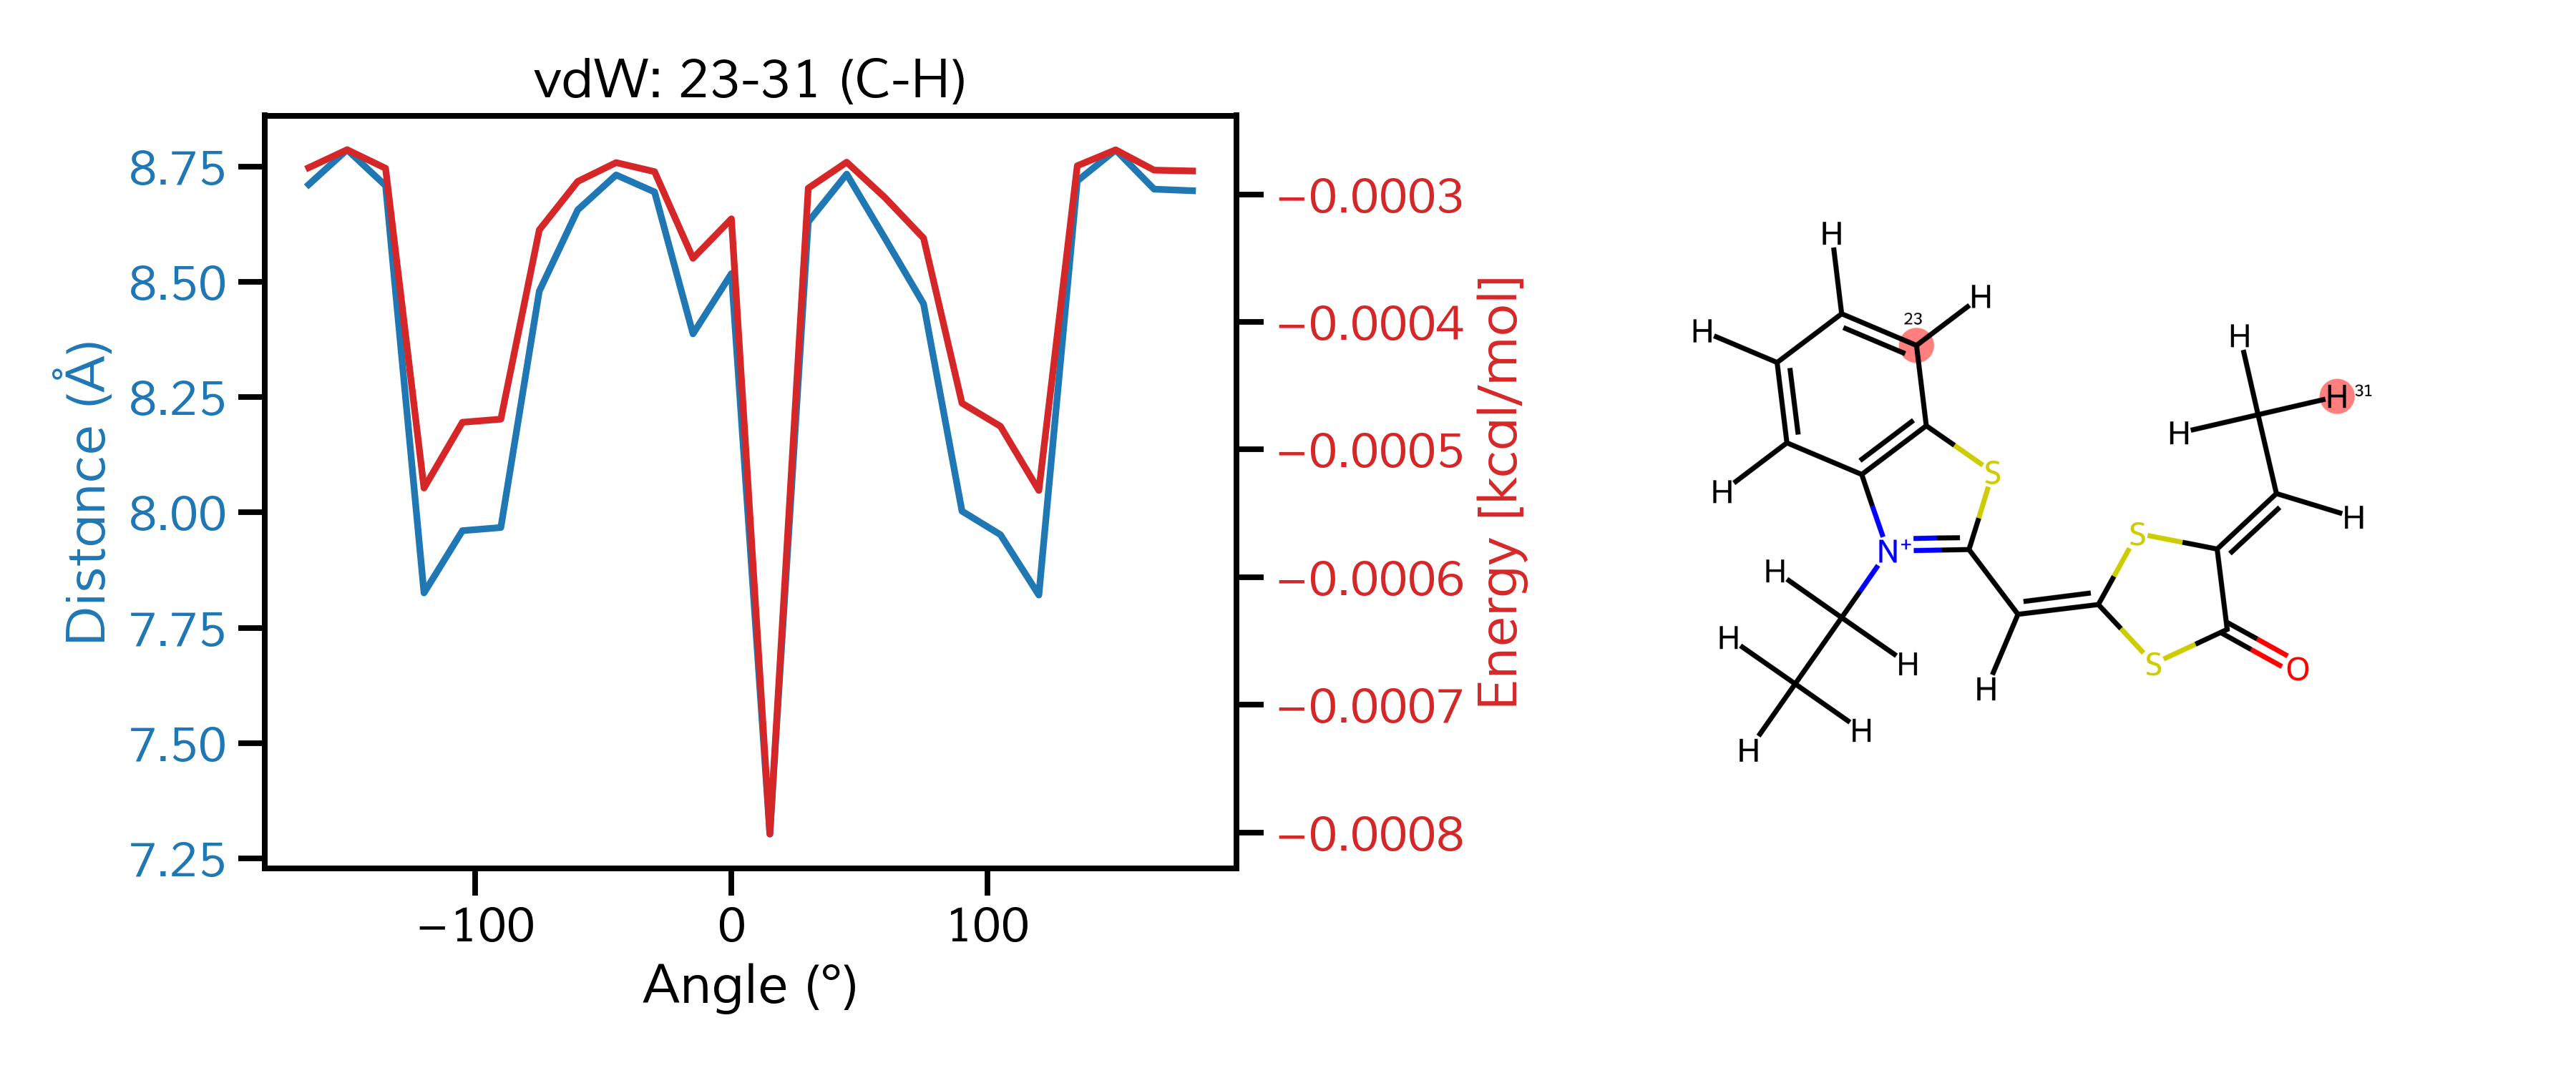 vdW: 23-31 (C-H)
8.75
8.50
8.25
8.00
7.75
7.50
7.25
Distance (Å)
−100
0
100
Angle (°)
−0.0003
−0.0004
−0.0005
−0.0006
−0.0007
−0.0008
Energy [kcal/mol]
H
H
23
H
H
H
31
H
H
S
H
H
S
N+
H
H
H
S
O
H
H
H
H